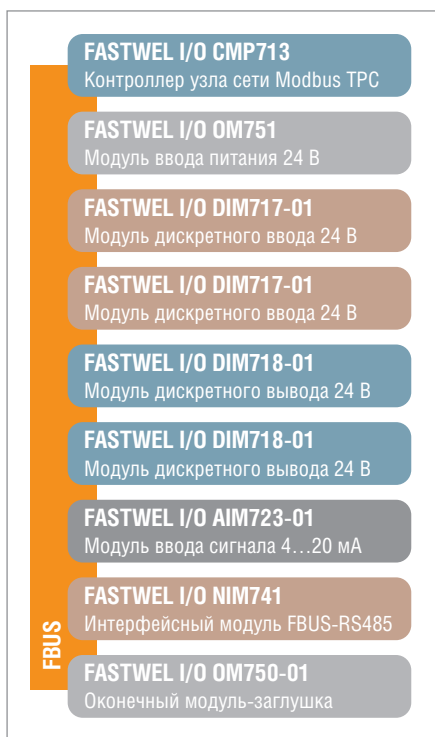 FASTWEL I/O CMP713
Контроллер узла сети Modbus TPC
FASTWEL I/O OM751
Модуль ввода питания 24 В
FASTWEL I/O DIM717-01
Модуль дискретного ввода 24 В
FASTWEL I/O DIM717-01
Модуль дискретного ввода 24 В
FASTWEL I/O DIM718-01
Модуль дискретного вывода 24 В
FASTWEL I/O DIM718-01
Модуль дискретного вывода 24 В
FASTWEL I/O AIM723-01
Модуль ввода сигнала 4…20 мА
FASTWEL I/O NIM741
Интерфейсный модуль FBUS-RS485
FASTWEL I/O OM750-01
Оконечный модуль-заглушка
FBUS